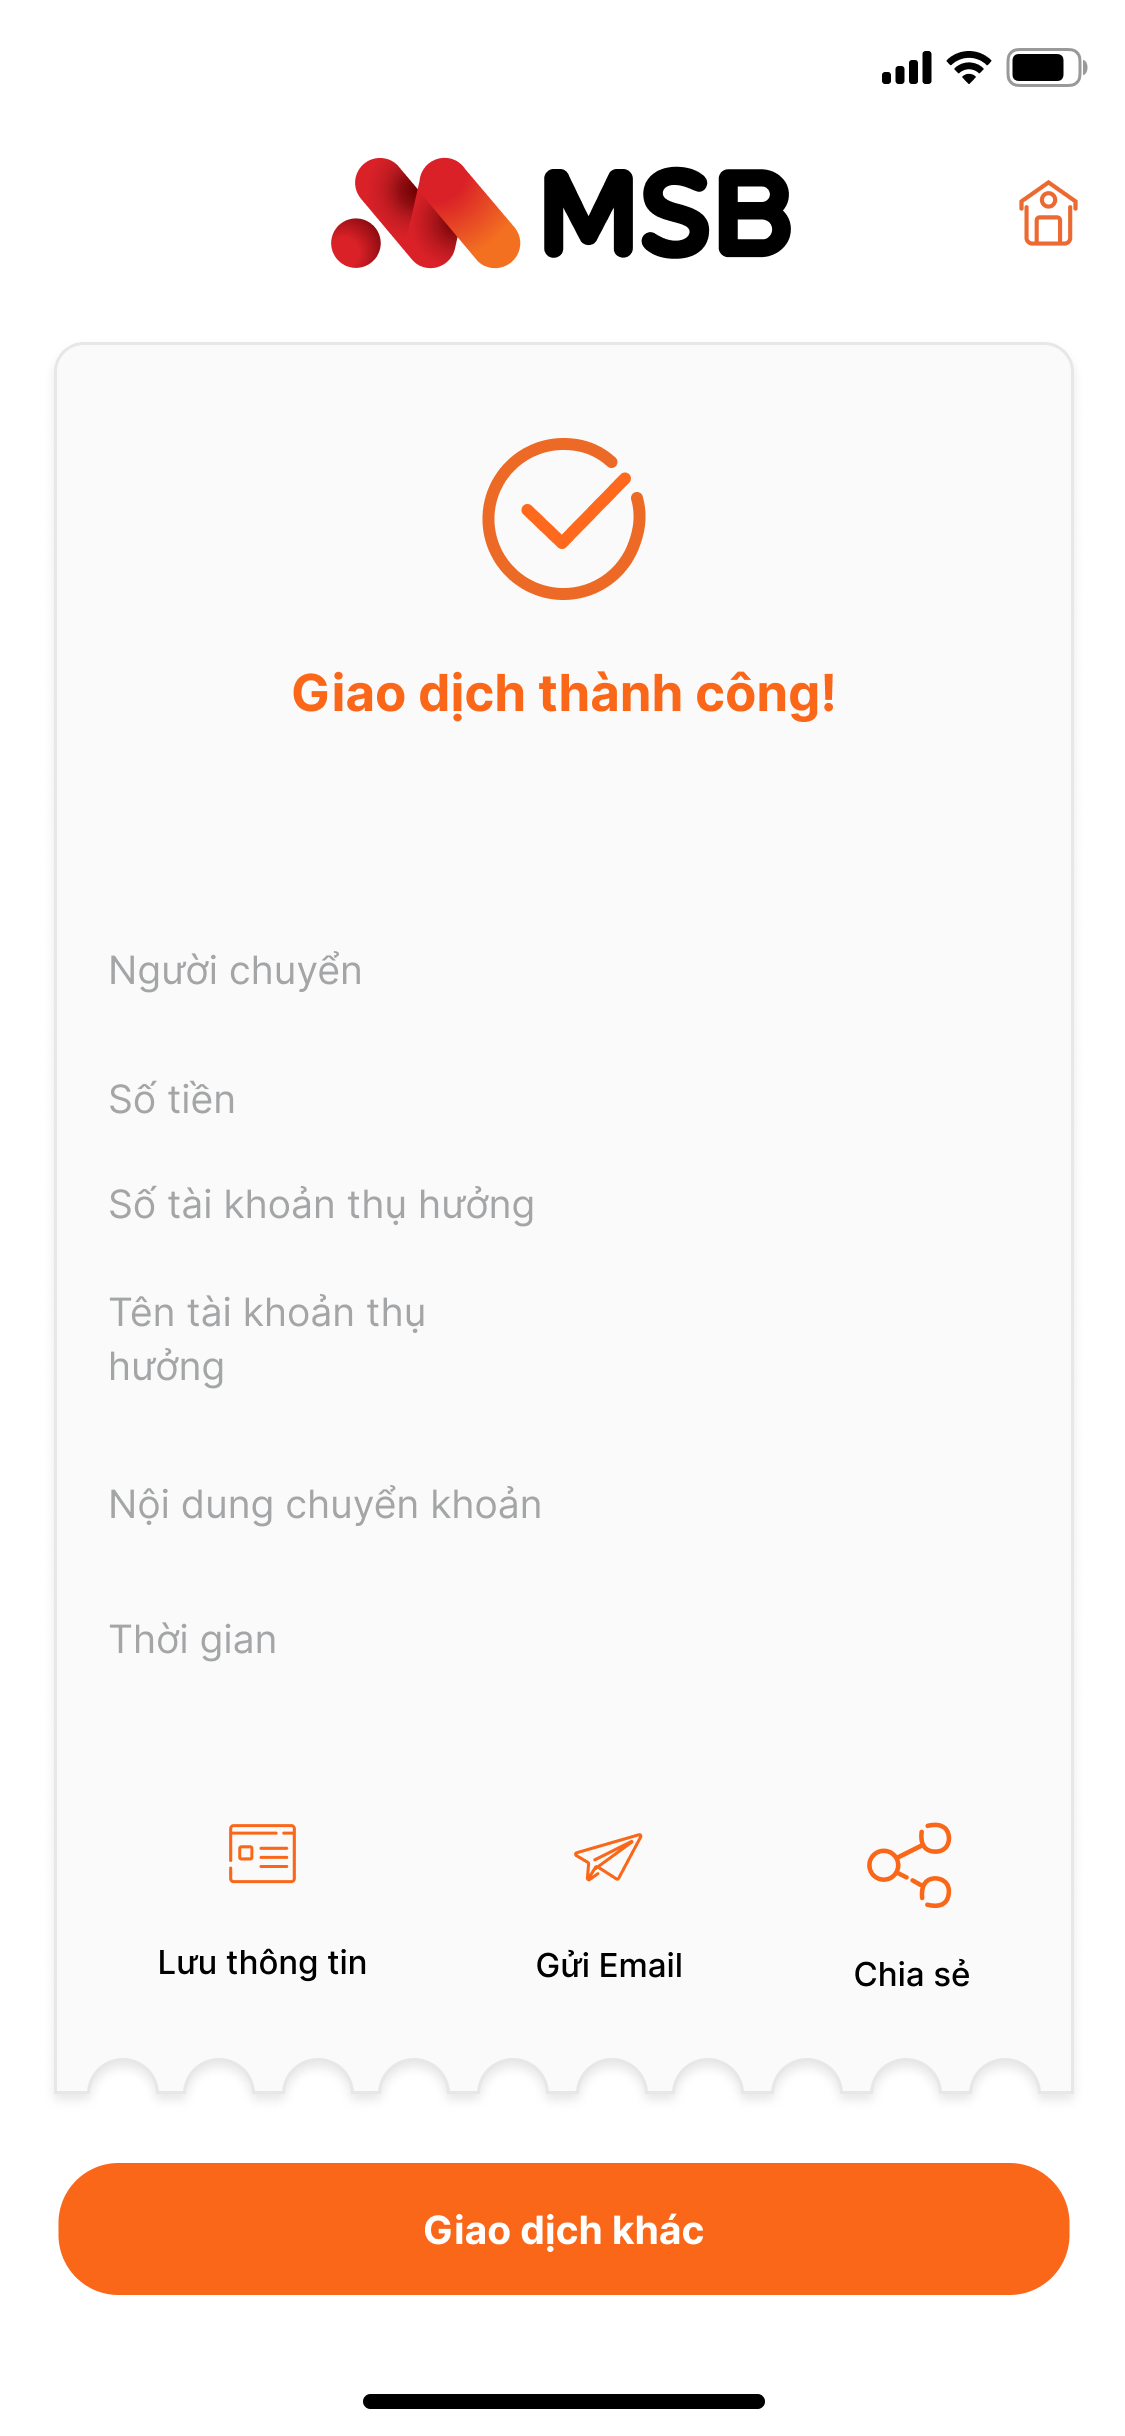 MSB
Giao dịch thành công!
Người chuyển
Số tiền
Số tài khoản thụ hưởng
Tên tài khoản thụ
hưởng
Nội dung chuyển khoản
Thời gian
Lưu thông tin
Gửi Email
Chia sẻ
Giao dịch khác